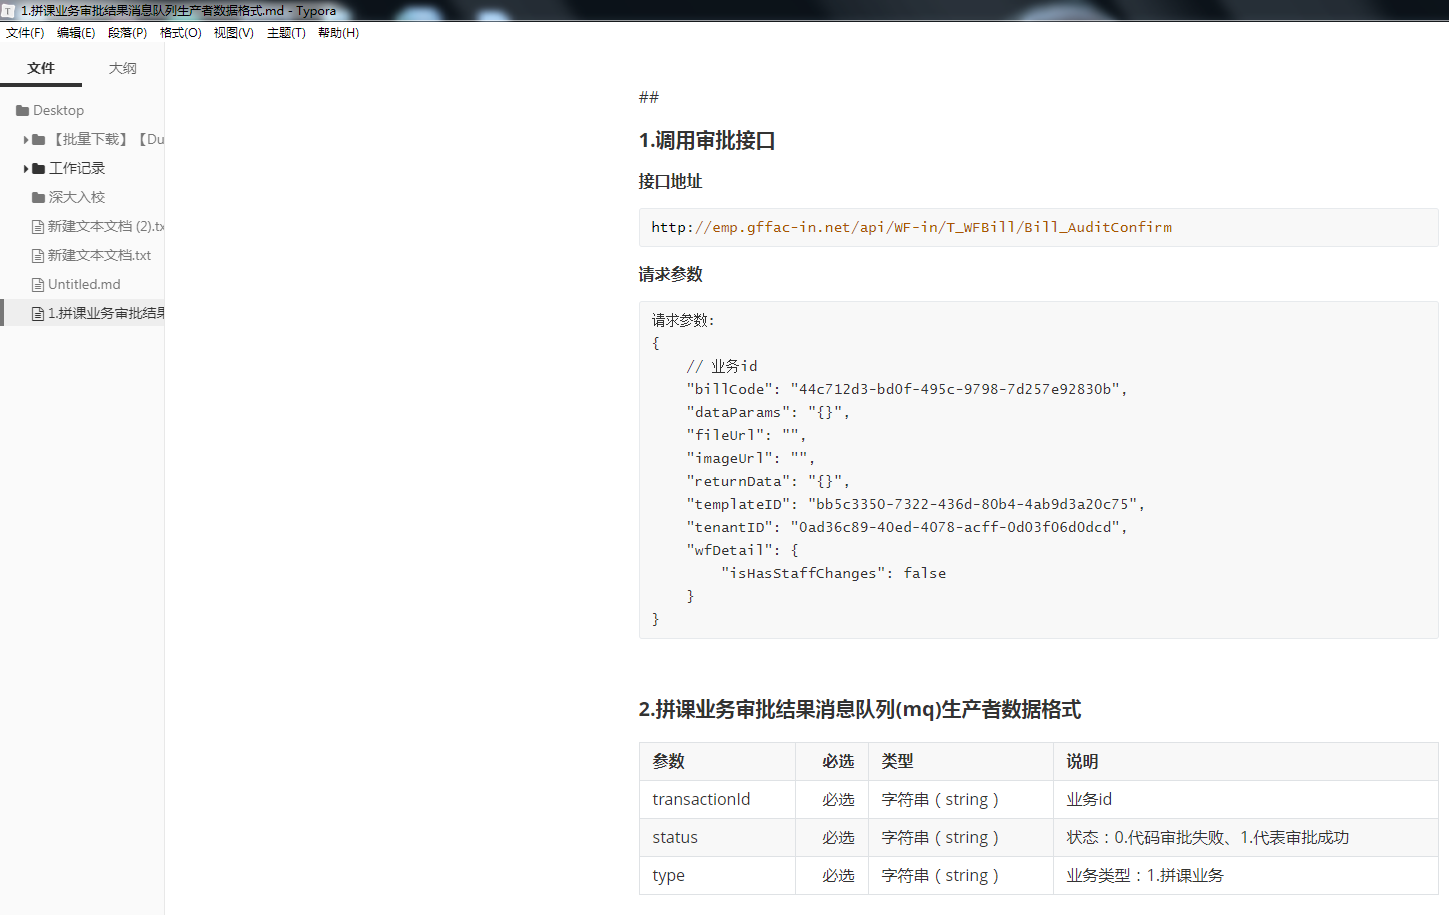 1.拼课业务审批结果消息队列生产者数据格式.md - Typora
文件(F) 编辑(E) 段落(P) 格式(O) 视图(V) 主题(T) 帮助(H)
文件 大纲
Desktop
【批量下载】【Du
工作记录
深大入校
新建文本文档 (2).tx
新建文本文档.txt
Untitled.md
1.拼课业务审批结果
##
1.调用审批接口
接口地址
http://emp.gffac-in.net/api/WF-in/T_WFBill/Bill_AuditConfirm
请求参数
请求参数:
{
// 业务id
"billCode": "44c712d3-bd0f-495c-9798-7d257e92830b",
"dataParams": "{}",
"fileUrl": "",
"imageUrl": "",
"returnData": "{}",
"templateID": "bb5c3350-7322-436d-80b4-4ab9d3a20c75",
"tenantID": "0ad36c89-40ed-4078-acff-0d03f06d0dcd",
"wfDetail": {
"isHasStaffChanges": false
}
}
2.拼课业务审批结果消息队列(mq)生产者数据格式
参数 必选 类型 说明
transactionId 必选 字符串（string） 业务id
status 必选 字符串（string） 状态：0.代码审批失败、1.代表审批成功
type 必选 字符串（string） 业务类型：1.拼课业务